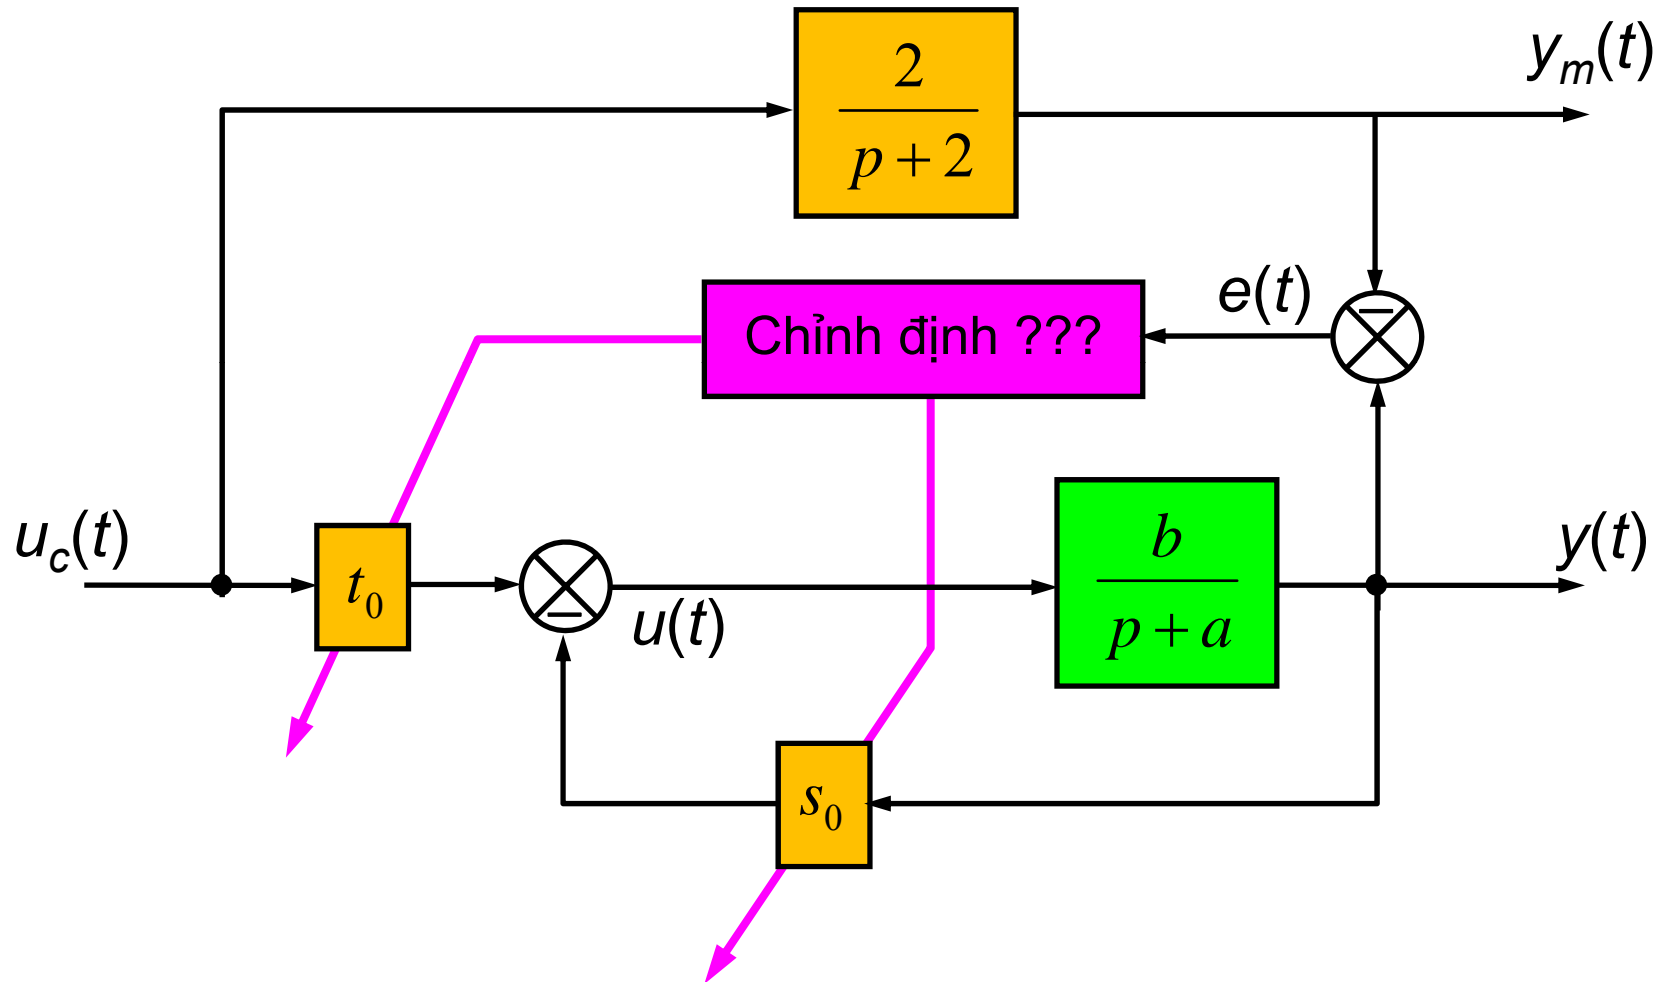 2
y_m(t)
p + 2
e(t)
Chỉnh định ???
u_c(t)
b
y(t)
t_0
u(t)
p + a
s_0